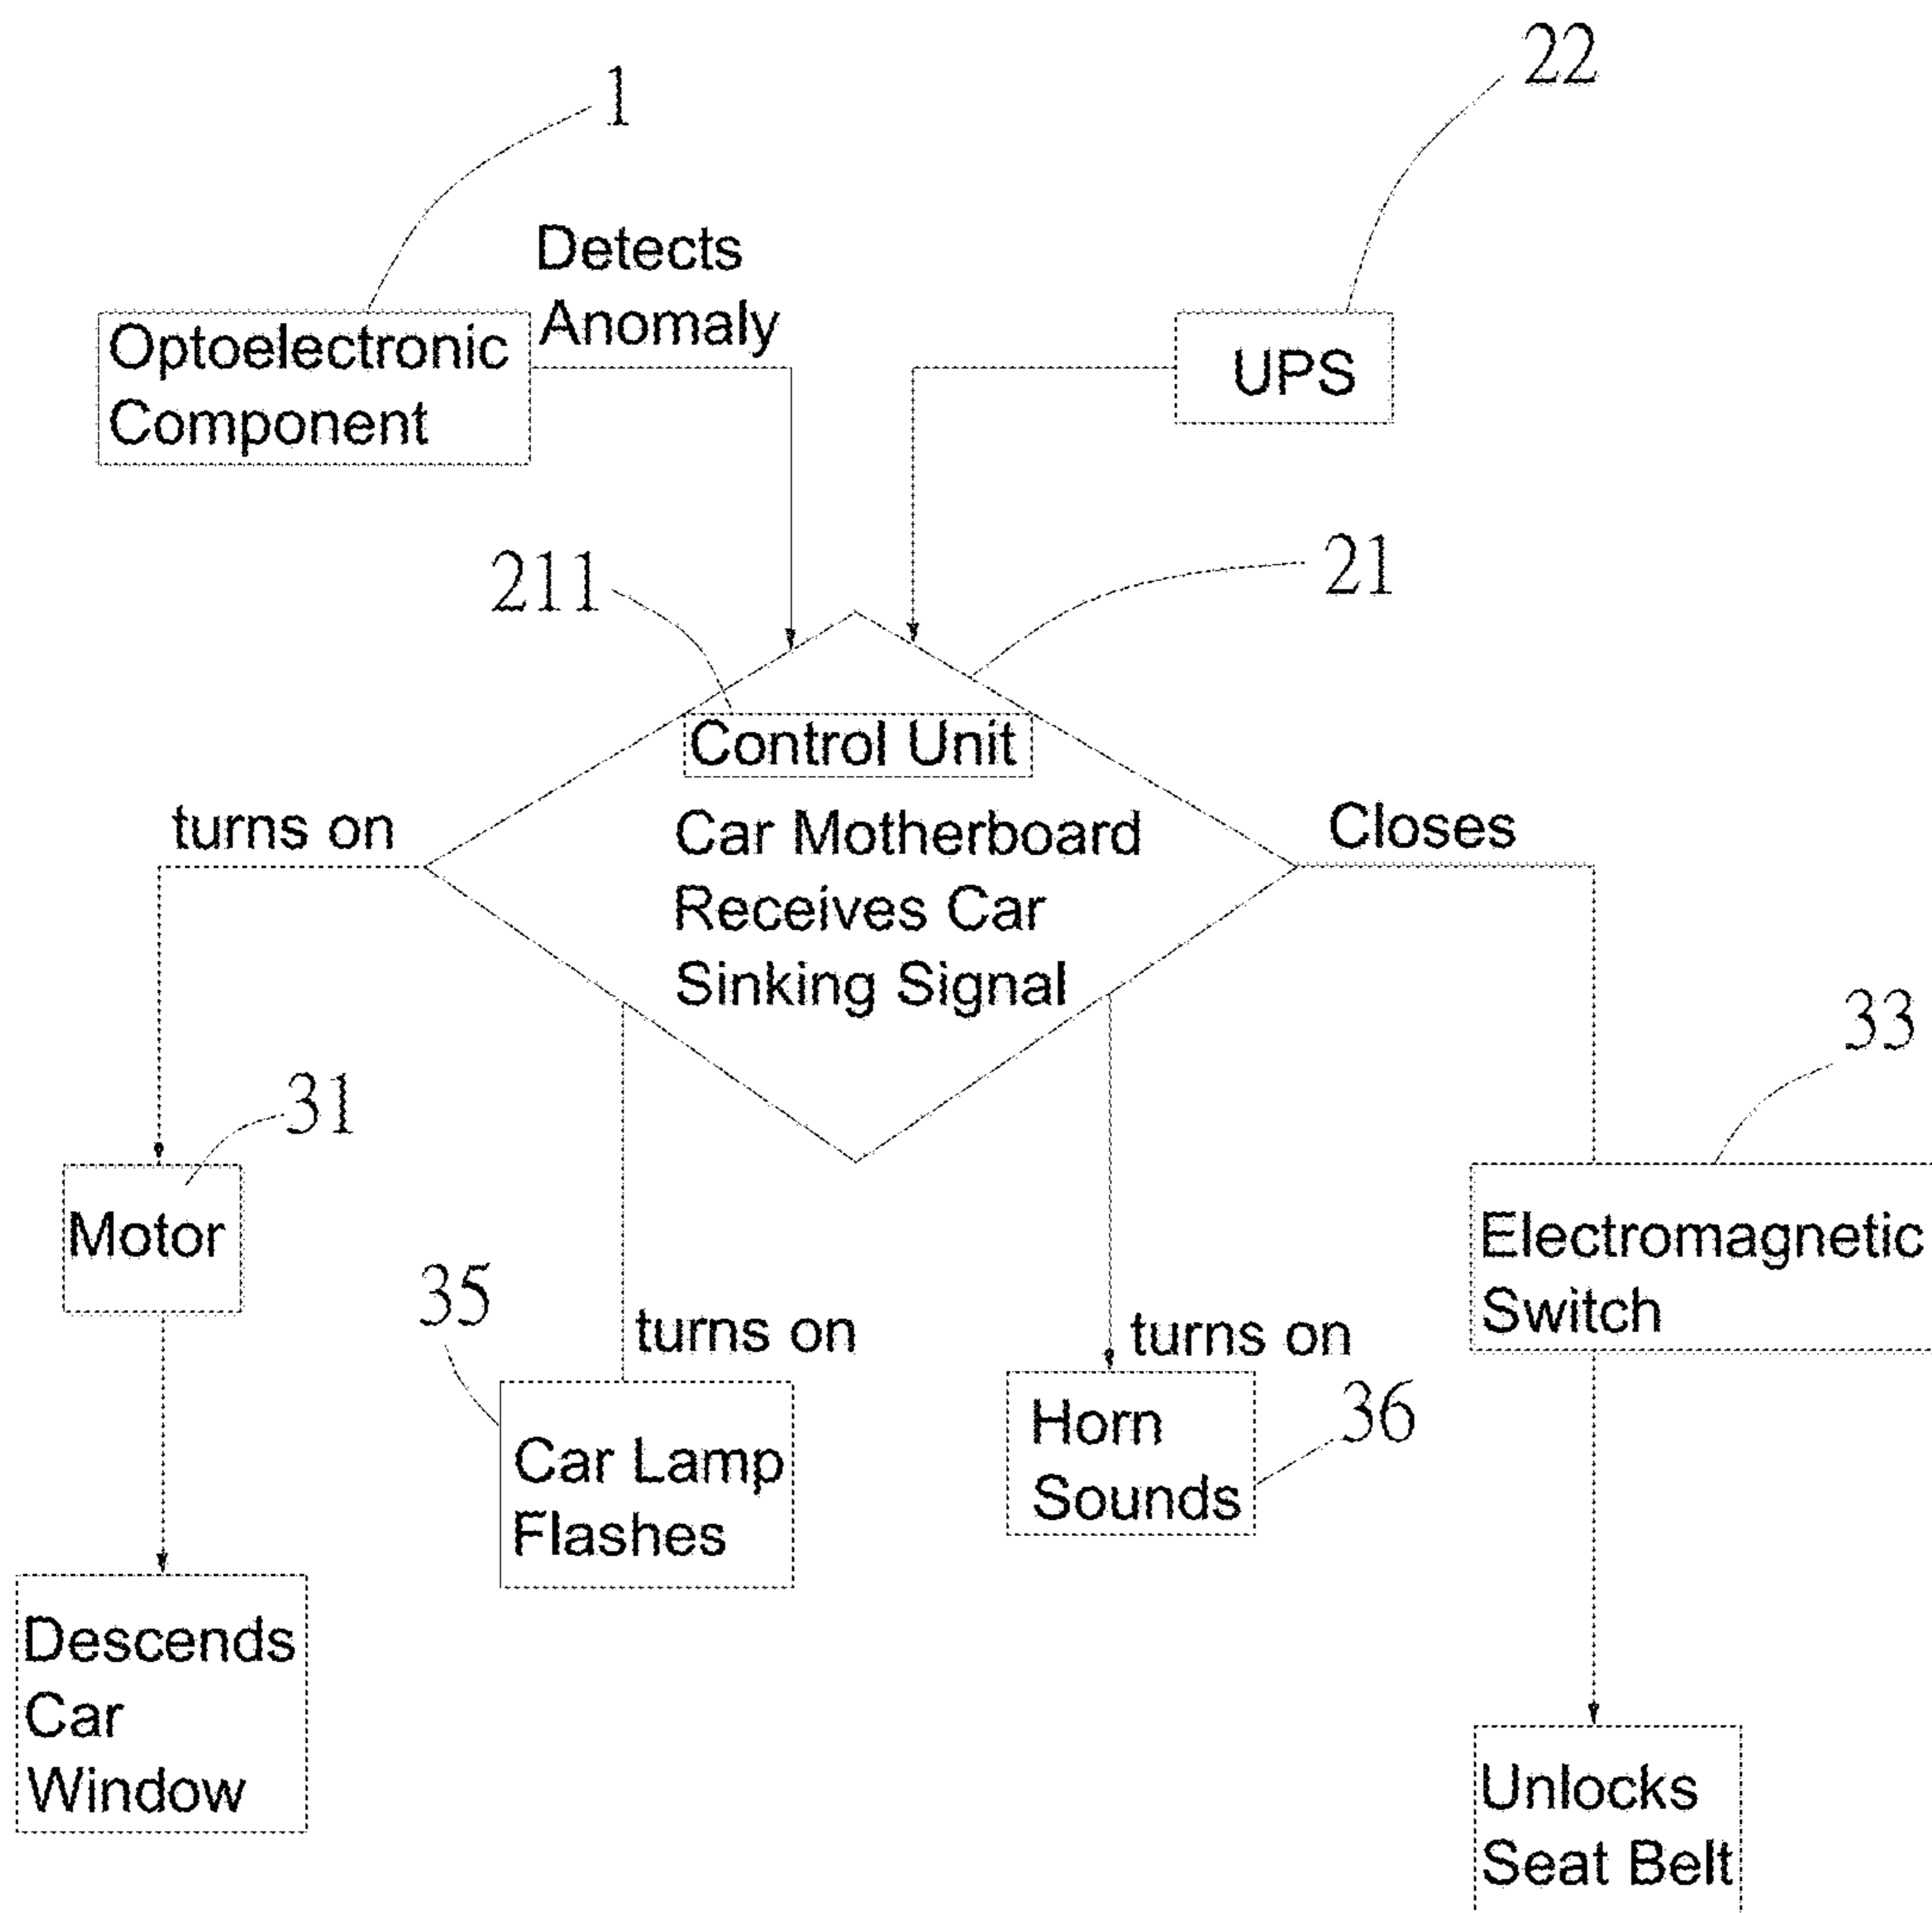 22
1
Detects
Anomaly
Optoelectronic
Component
UPS
211
21
Control Unit
Car Motherboard
Receives Car
Sinking Signal
turns on
Closes
33
31
Motor
Electromagnetic
Switch
35
turns on
turns on
36
Car Lamp
Flashes
Horn
Sounds
Descends
Car
Window
Unlocks
Seat Belt